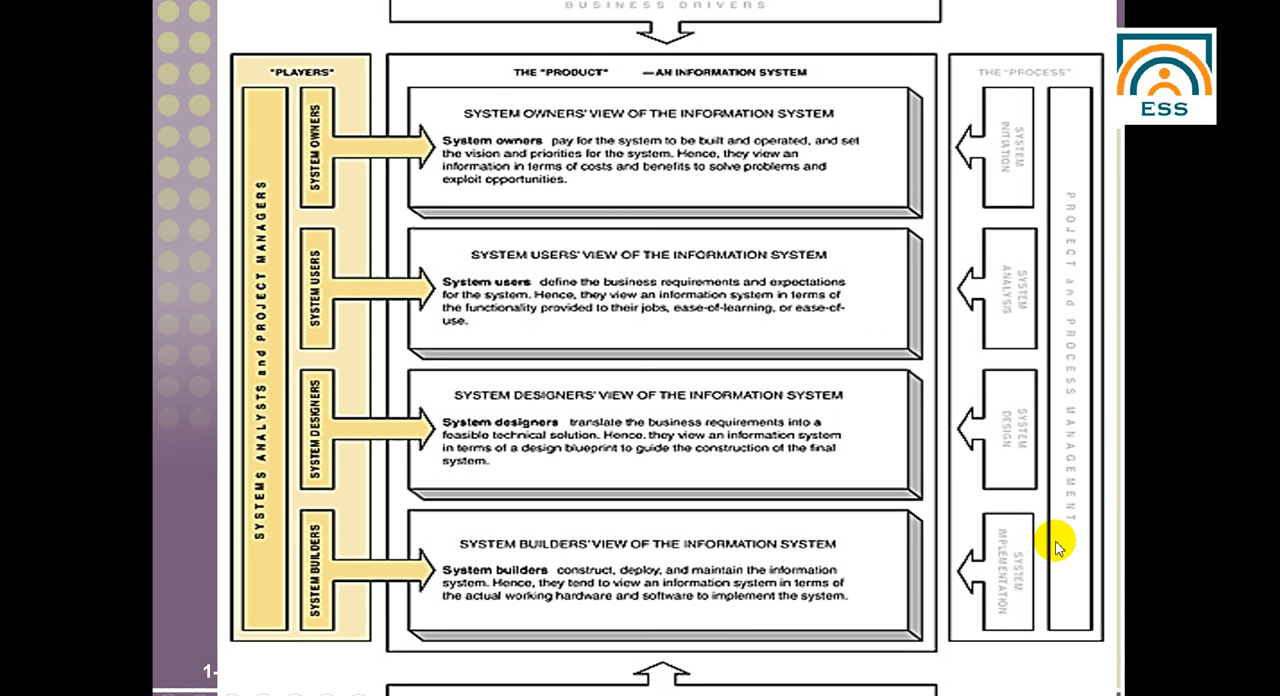 BUSINESS DRIVERS
"PLAYERS"
SYSTEMS ANALYSTS and PROJECT MANAGERS
SYSTEM OWNERS
SYSTEM USERS
SYSTEM DESIGNERS
SYSTEM BUILDERS
THE "PRODUCT" —AN INFORMATION SYSTEM
SYSTEM OWNERS' VIEW OF THE INFORMATION SYSTEM
System owners pay for the system to be built and operated, and set
the vision and priorities for the system. Hence, they view an
information in terms of costs and benefits to solve problems and
exploit opportunities.
SYSTEM USERS' VIEW OF THE INFORMATION SYSTEM
System users define the business requirements and expectations
for the system. Hence, they view an information system in terms of
the functionality provided to their jobs, ease-of-learning, or ease-of-
use.
SYSTEM DESIGNERS' VIEW OF THE INFORMATION SYSTEM
System designers translate the business requirements into a
feasible technical solution. Hence, they view an information system
in terms of a design blueprint to guide the construction of the final
system.
SYSTEM BUILDERS' VIEW OF THE INFORMATION SYSTEM
System builders construct, deploy, and maintain the information
system. Hence, they tend to view an information system in terms of
the actual working hardware and software to implement the system.
THE "PROCESS"
SYSTEM
INITIATION
SYSTEM
ANALYSIS
SYSTEM
DESIGN
SYSTEM
IMPLEMENTATION
PROJECT and PROCESS MANAGEMENT
ESS
1-